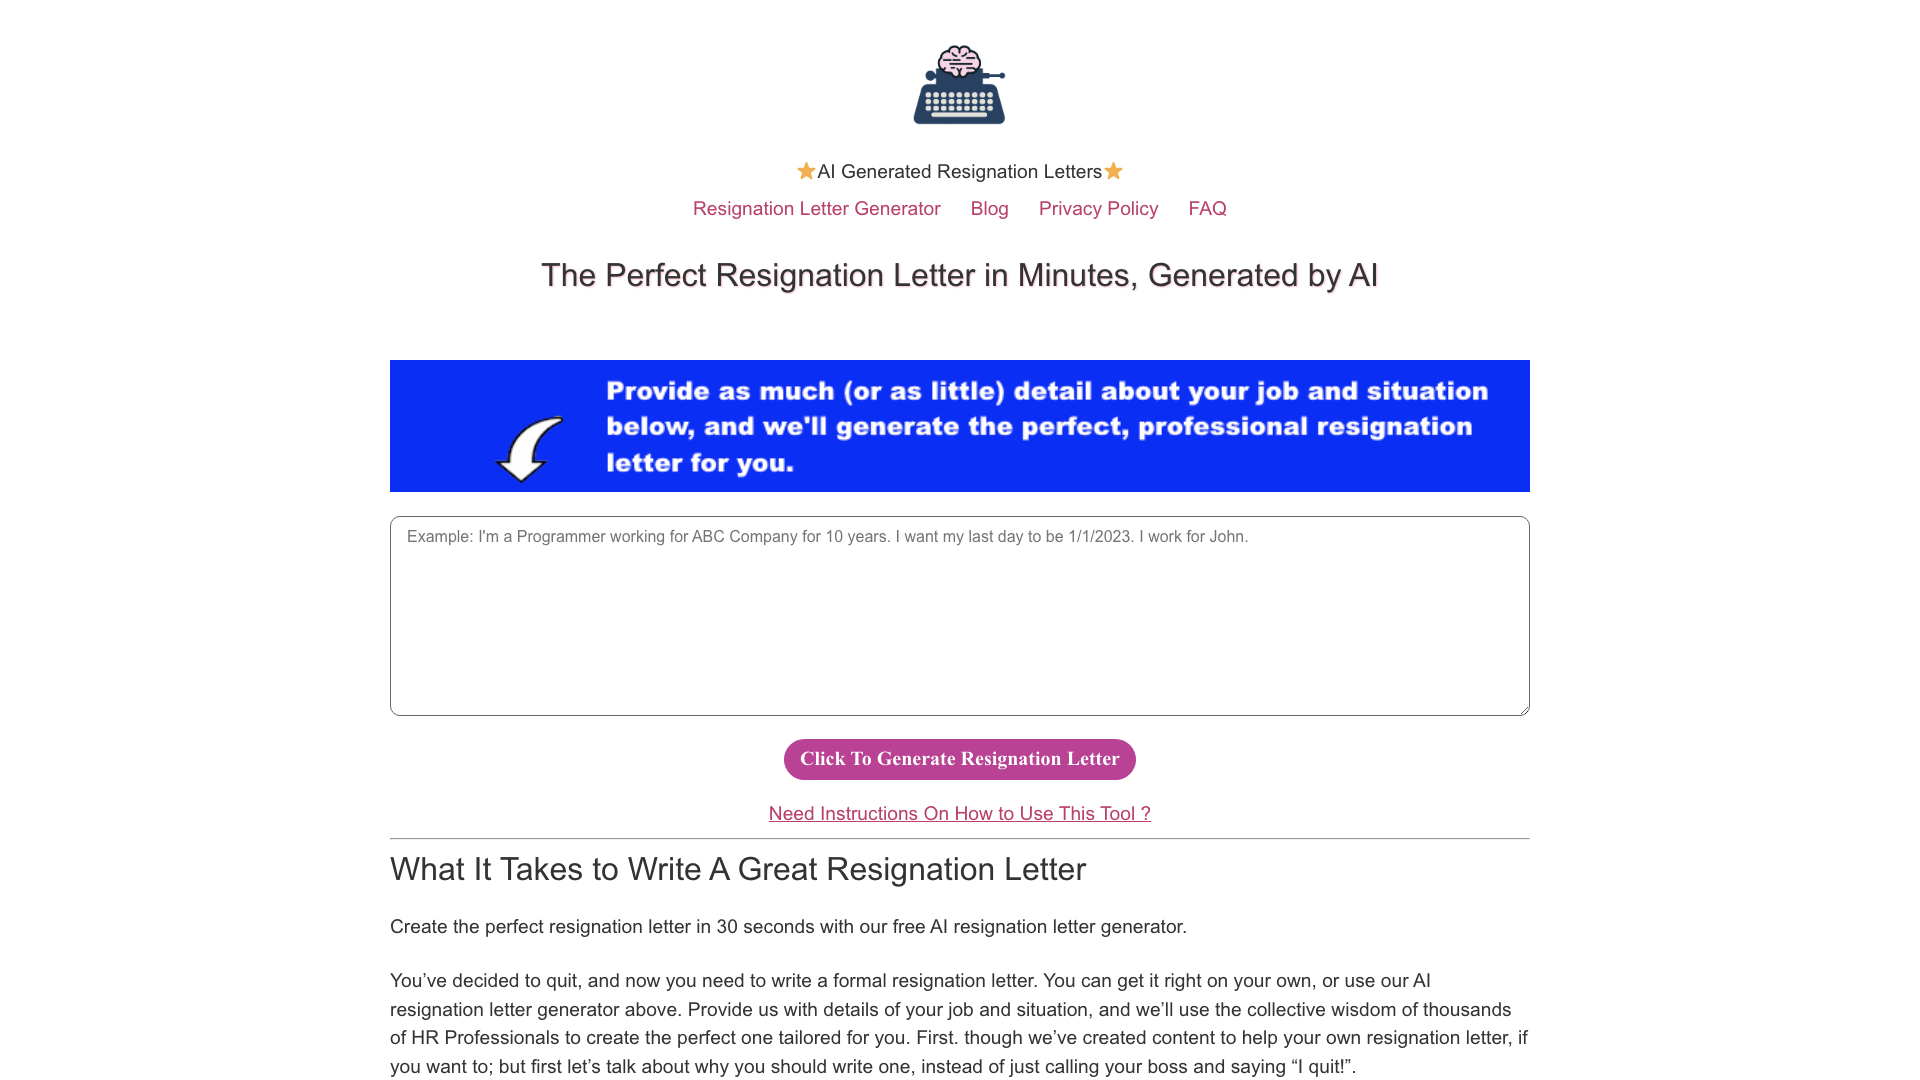 ⭐AI Generated Resignation Letters⭐
Resignation Letter Generator Blog Privacy Policy FAQ
The Perfect Resignation Letter in Minutes, Generated by AI
Provide as much (or as little) detail about your job and situation
below, and we'll generate the perfect, professional resignation
letter for you.
Example: I'm a Programmer working for ABC Company for 10 years. I want my last day to be 1/1/2023. I work for John.
Click To Generate Resignation Letter
Need Instructions On How to Use This Tool ?
What It Takes to Write A Great Resignation Letter
Create the perfect resignation letter in 30 seconds with our free AI resignation letter generator.
You’ve decided to quit, and now you need to write a formal resignation letter. You can get it right on your own, or use our AI
resignation letter generator above. Provide us with details of your job and situation, and we’ll use the collective wisdom of thousands
of HR Professionals to create the perfect one tailored for you. First. though we’ve created content to help your own resignation letter, if
you want to; but first let’s talk about why you should write one, instead of just calling your boss and saying “I quit!”.